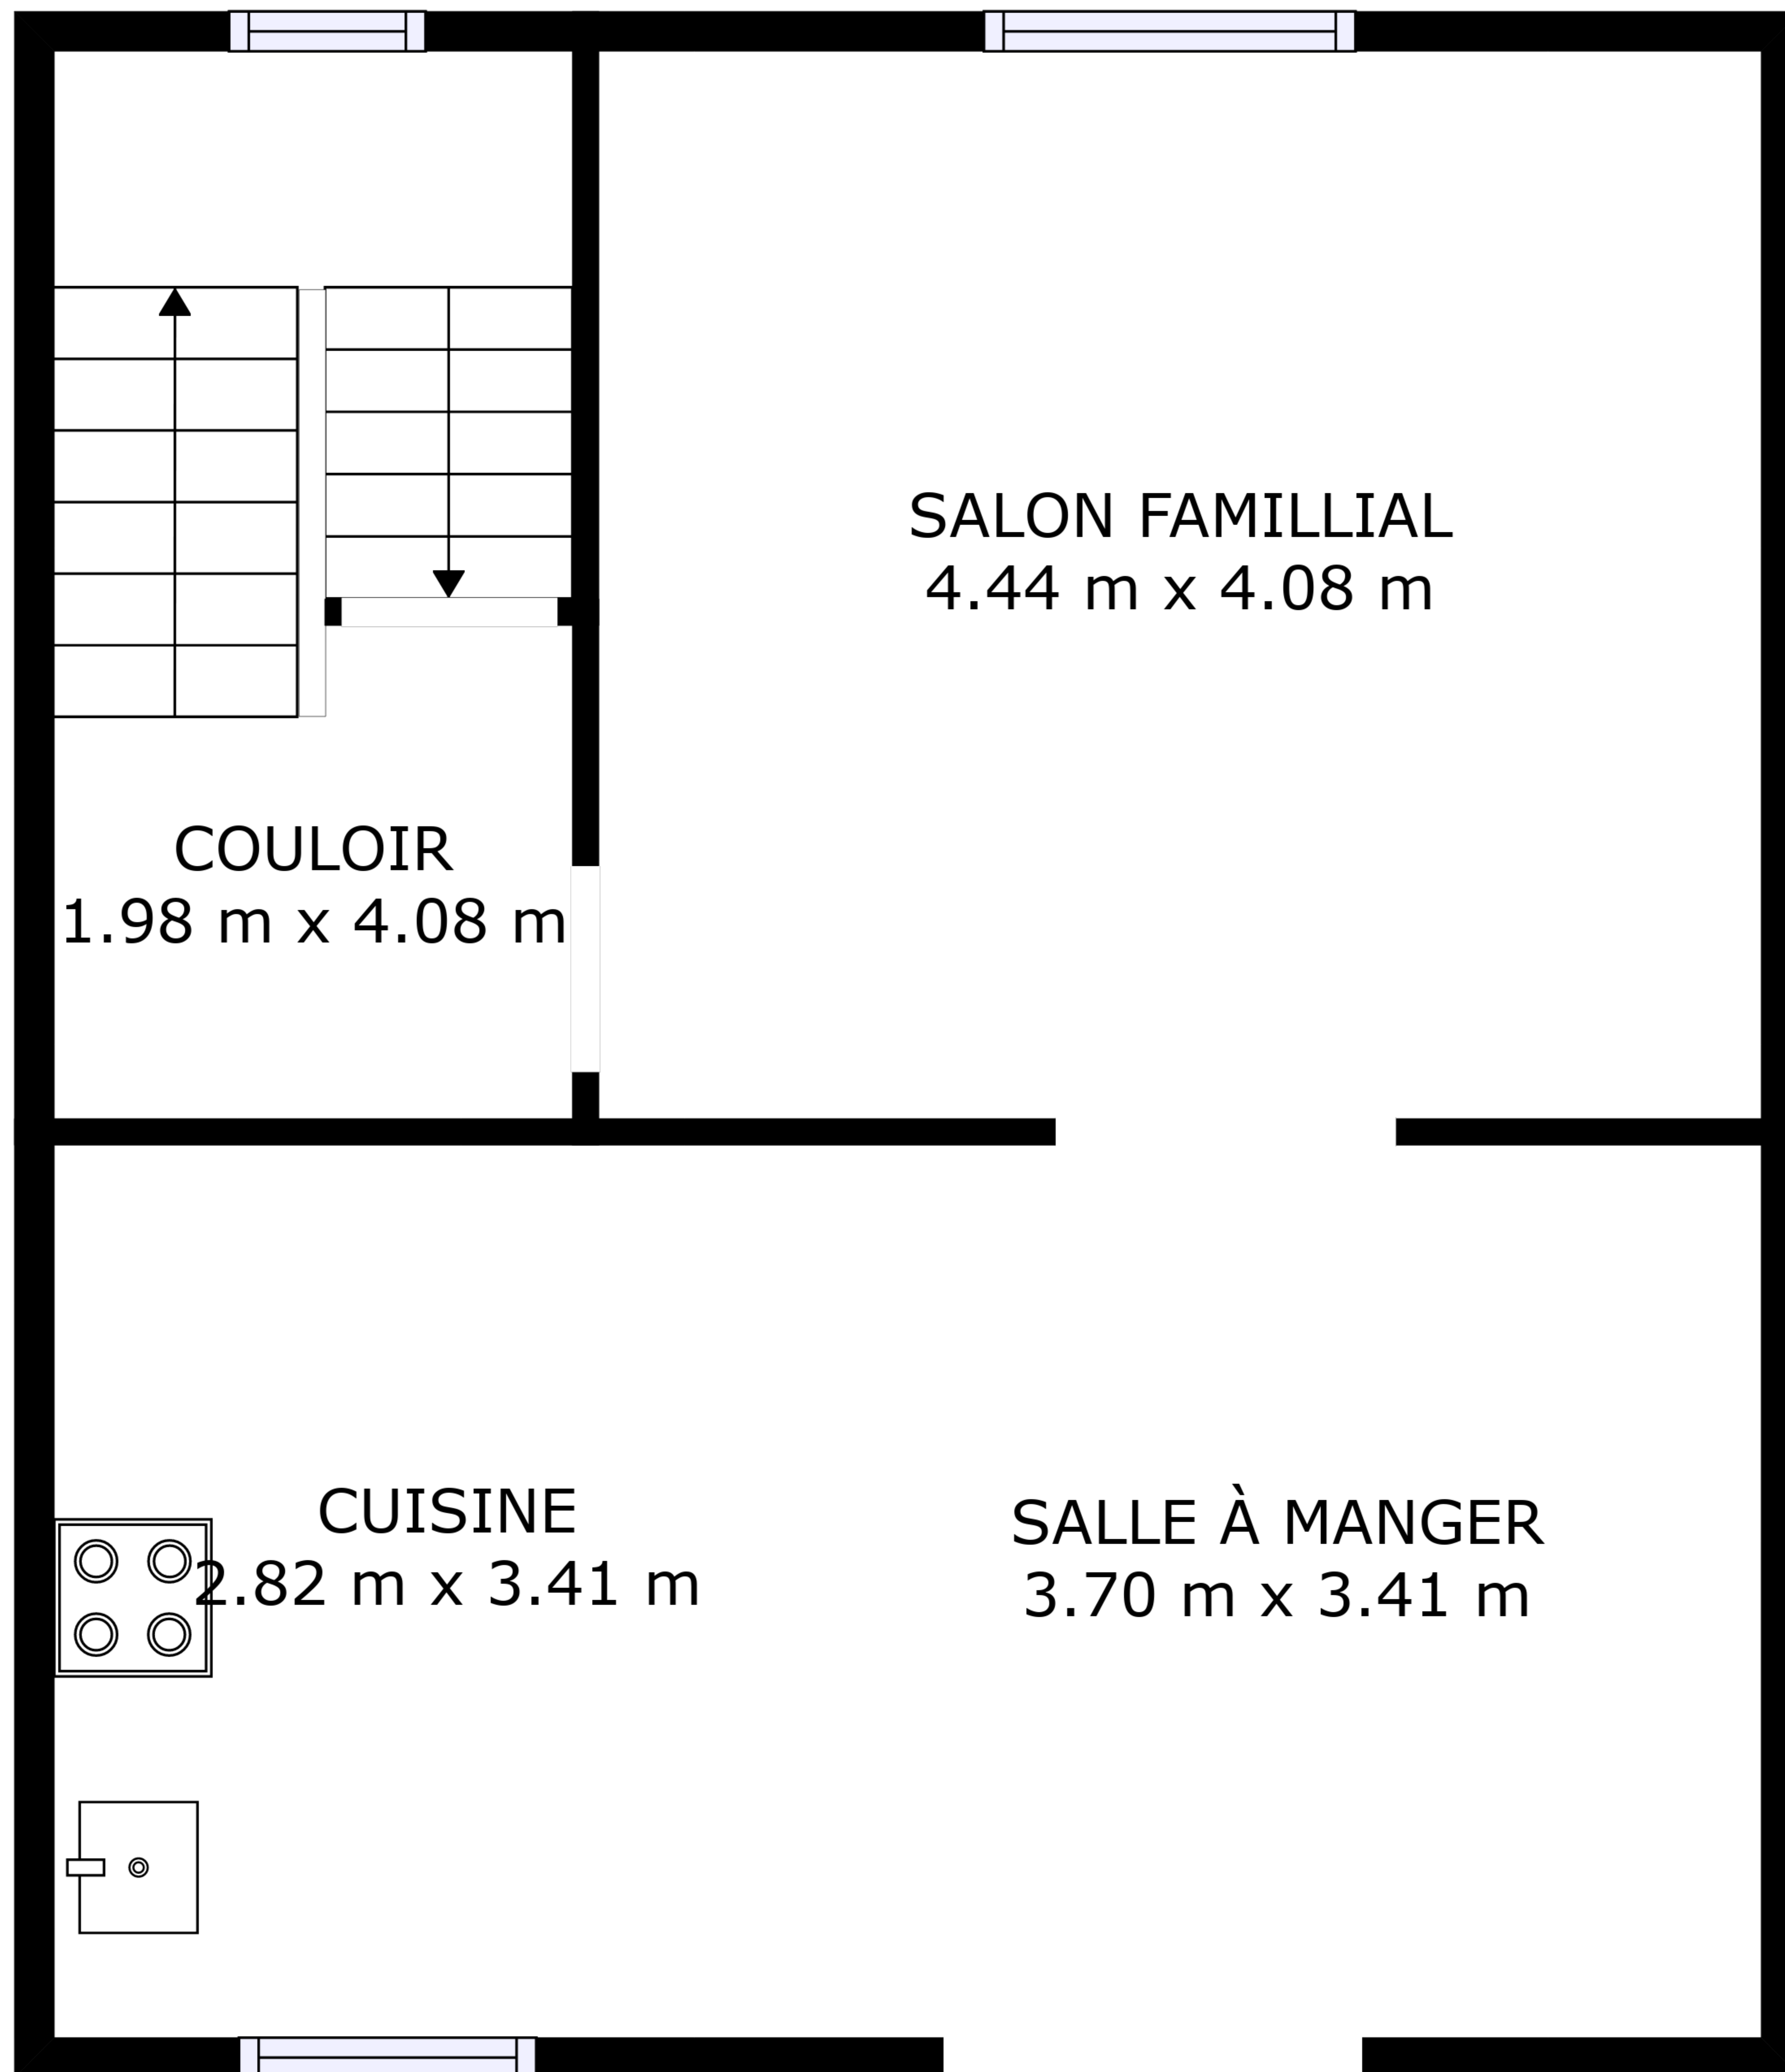 SALON FAMILLIAL
4.44 m x 4.08 m
COULOIR
1.98 m x 4.08 m
CUISINE
2.82 m x 3.41 m
SALLE À MANGER
3.70 m x 3.41 m